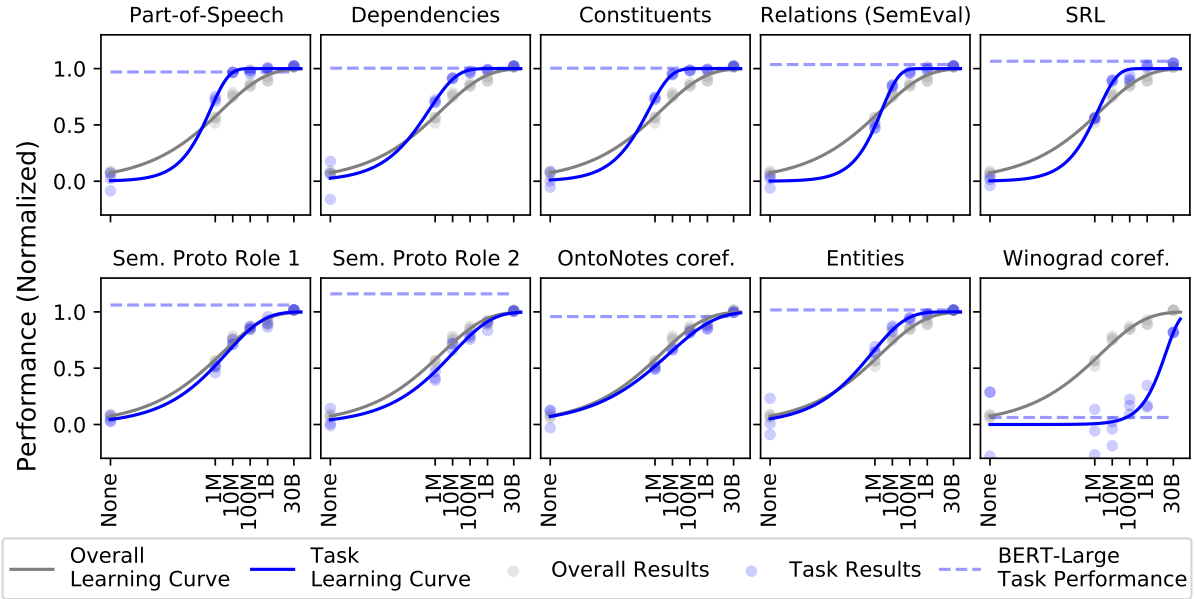 Part-of-Speech
Dependencies
Constituents
Relations (SemEval)
SRL
1.0
0.5
0.0
Sem. Proto Role 1
Sem. Proto Role 2
OntoNotes coref.
Entities
Winograd coref.
1.0
0.5
0.0
Performance (Normalized)
None
1M
10M
100M
1B
30B
None
1M
10M
100M
1B
30B
None
1M
10M
100M
1B
30B
None
1M
10M
100M
1B
30B
None
1M
10M
100M
1B
30B
Overall
Learning Curve
Task
Learning Curve
Overall Results
Task Results
BERT-Large
Task Performance